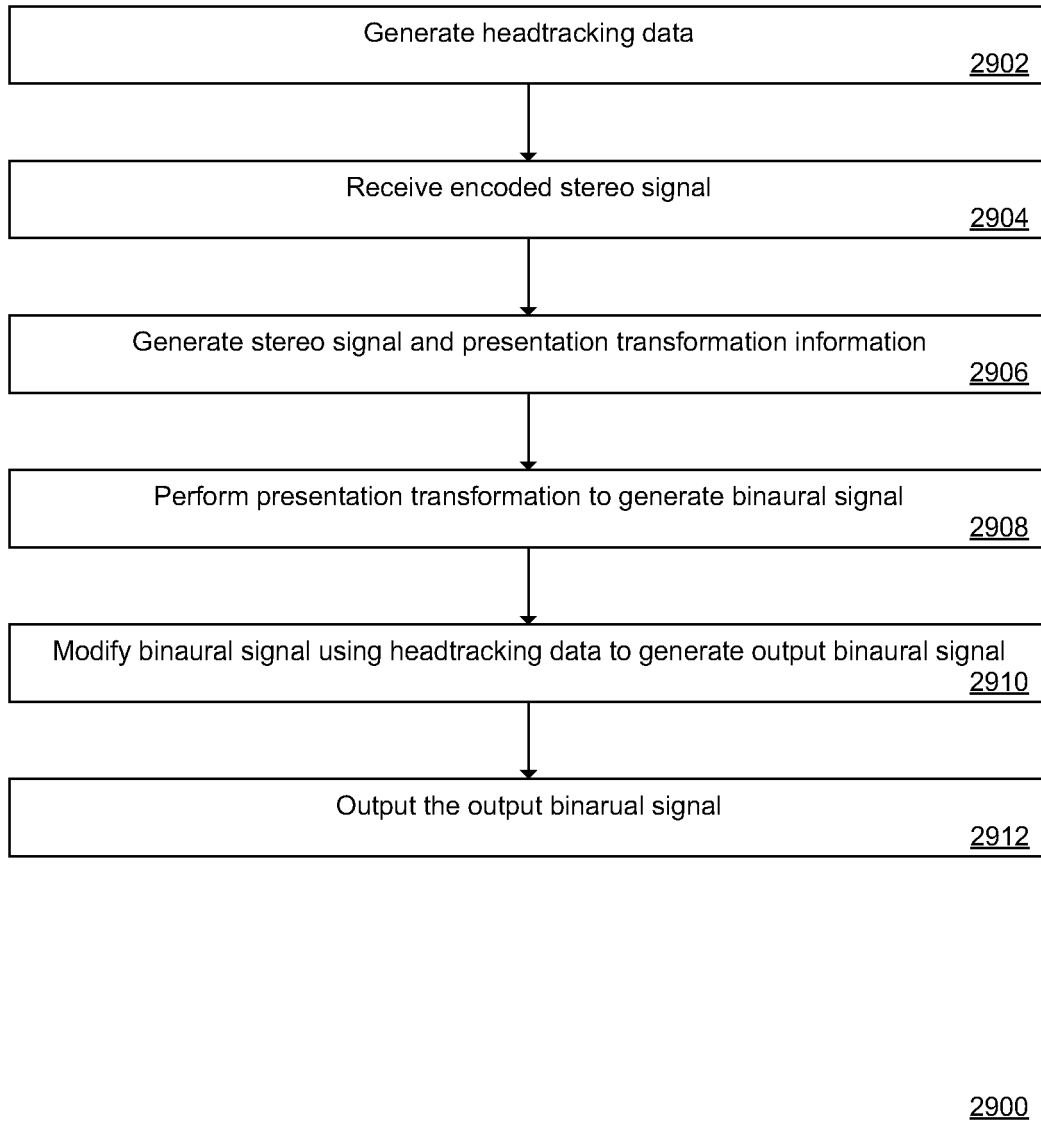 Generate headtracking data
2902
Receive encoded stereo signal
2904
Generate stereo signal and presentation transformation information
2906
Perform presentation transformation to generate binaural signal
2908
Modify binaural signal using headtracking data to generate output binaural signal
2910
Output the output binarual signal
2912
2900